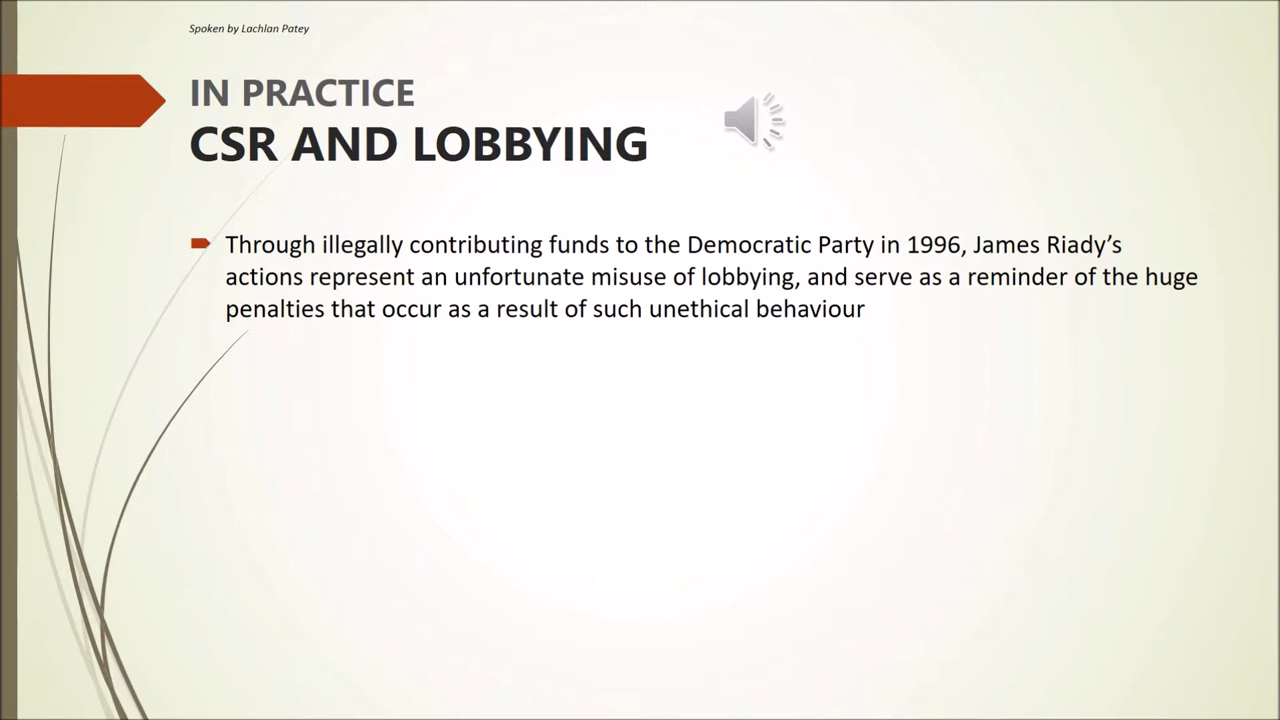 Spoken by Lachlan Patey
IN PRACTICE
CSR AND LOBBYING
Through illegally contributing funds to the Democratic Party in 1996, James Riady’s
actions represent an unfortunate misuse of lobbying, and serve as a reminder of the huge
penalties that occur as a result of such unethical behaviour